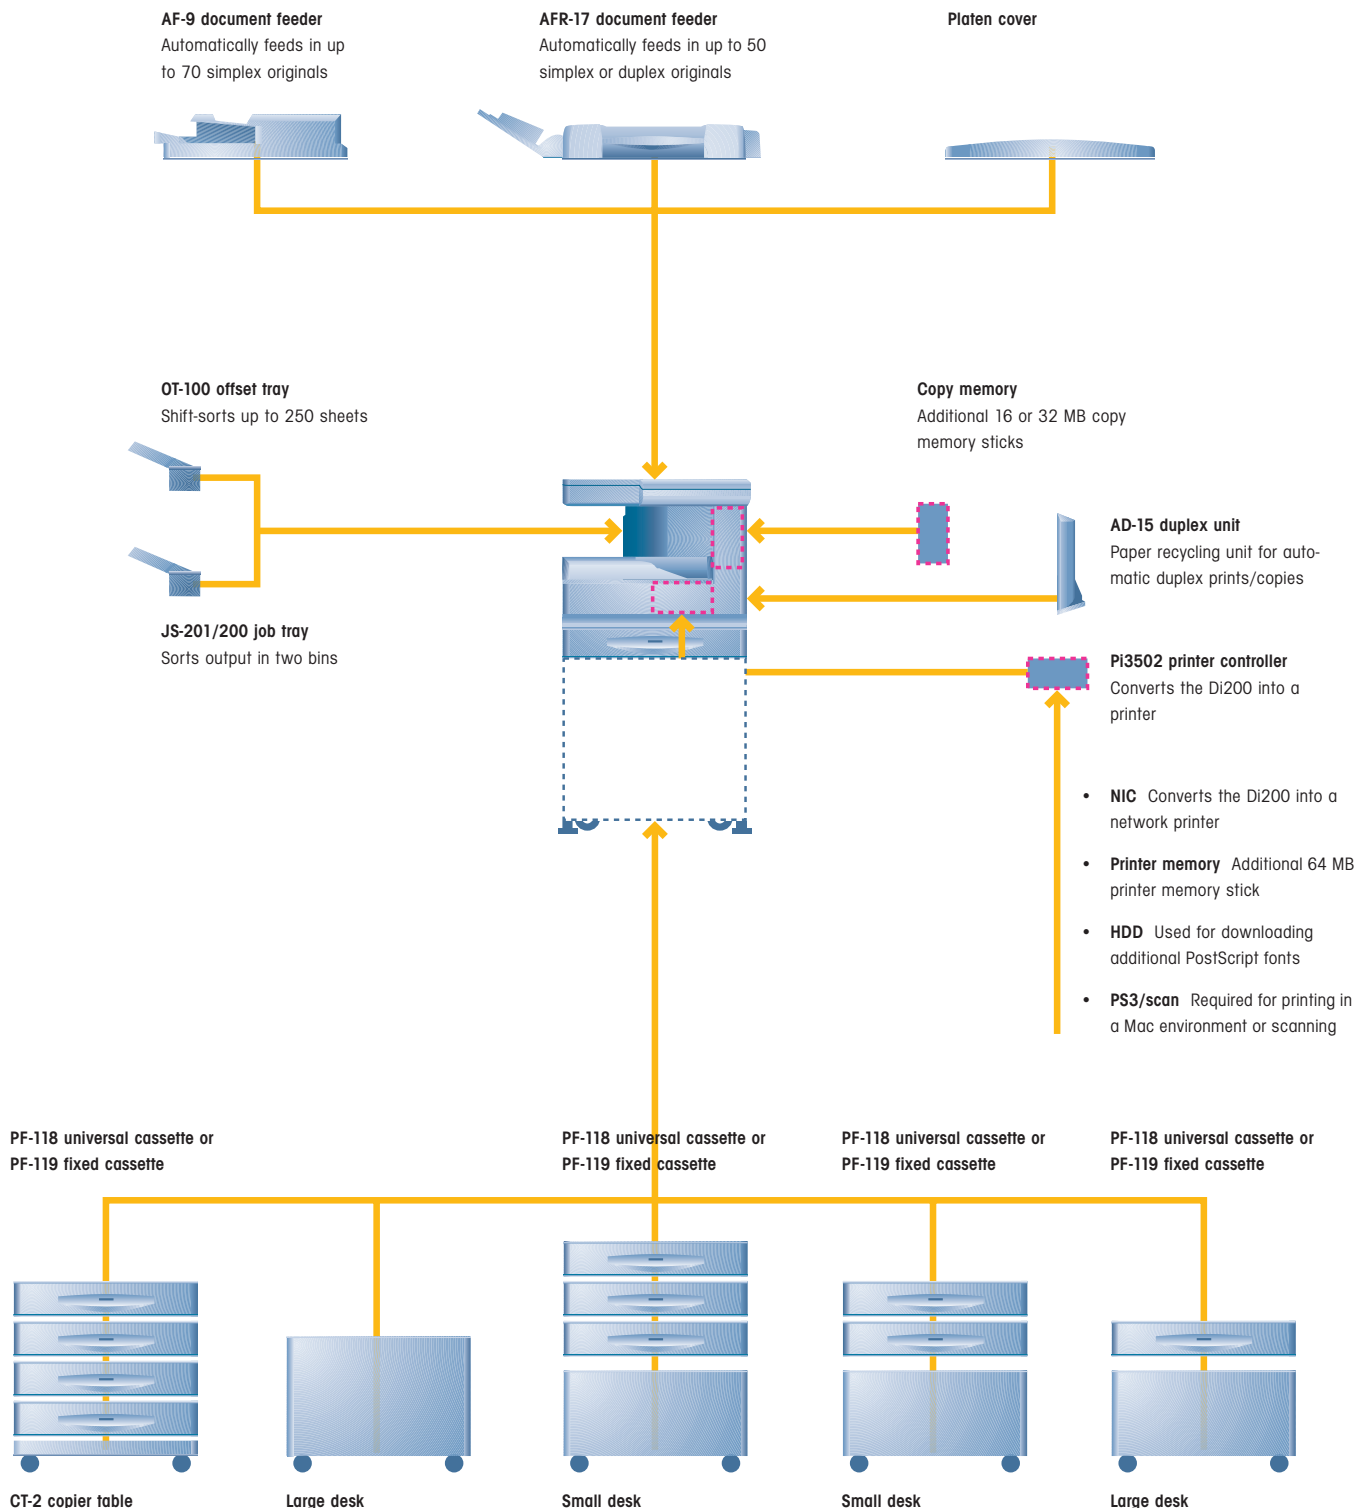 AF-9 document feeder
Automatically feeds in up
to 70 simplex originals
AFR-17 document feeder
Automatically feeds in up to 50
simplex or duplex originals
Platen cover
OT-100 offset tray
Shift-sorts up to 250 sheets
Copy memory
Additional 16 or 32 MB copy
memory sticks
AD-15 duplex unit
Paper recycling unit for auto-
matic duplex prints/copies
JS-201/200 job tray
Sorts output in two bins
Pi3502 printer controller
Converts the Di200 into a
printer
• NIC Converts the Di200 into a
network printer
• Printer memory Additional 64 MB
printer memory stick
• HDD Used for downloading
additional PostScript fonts
• PS3/scan Required for printing in
a Mac environment or scanning
PF-118 universal cassette or
PF-119 fixed cassette
PF-118 universal cassette or
PF-119 fixed cassette
PF-118 universal cassette or
PF-119 fixed cassette
PF-118 universal cassette or
PF-119 fixed cassette
CT-2 copier table
Large desk
Small desk
Small desk
Large desk